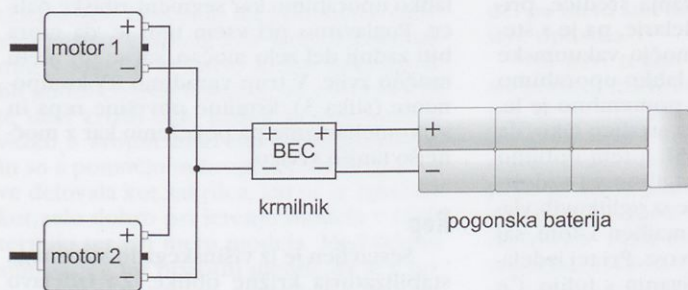 +
motor 1
−
+ +
BEC
− −
krmilnik
+
−
pogonska baterija
+
motor 2
−